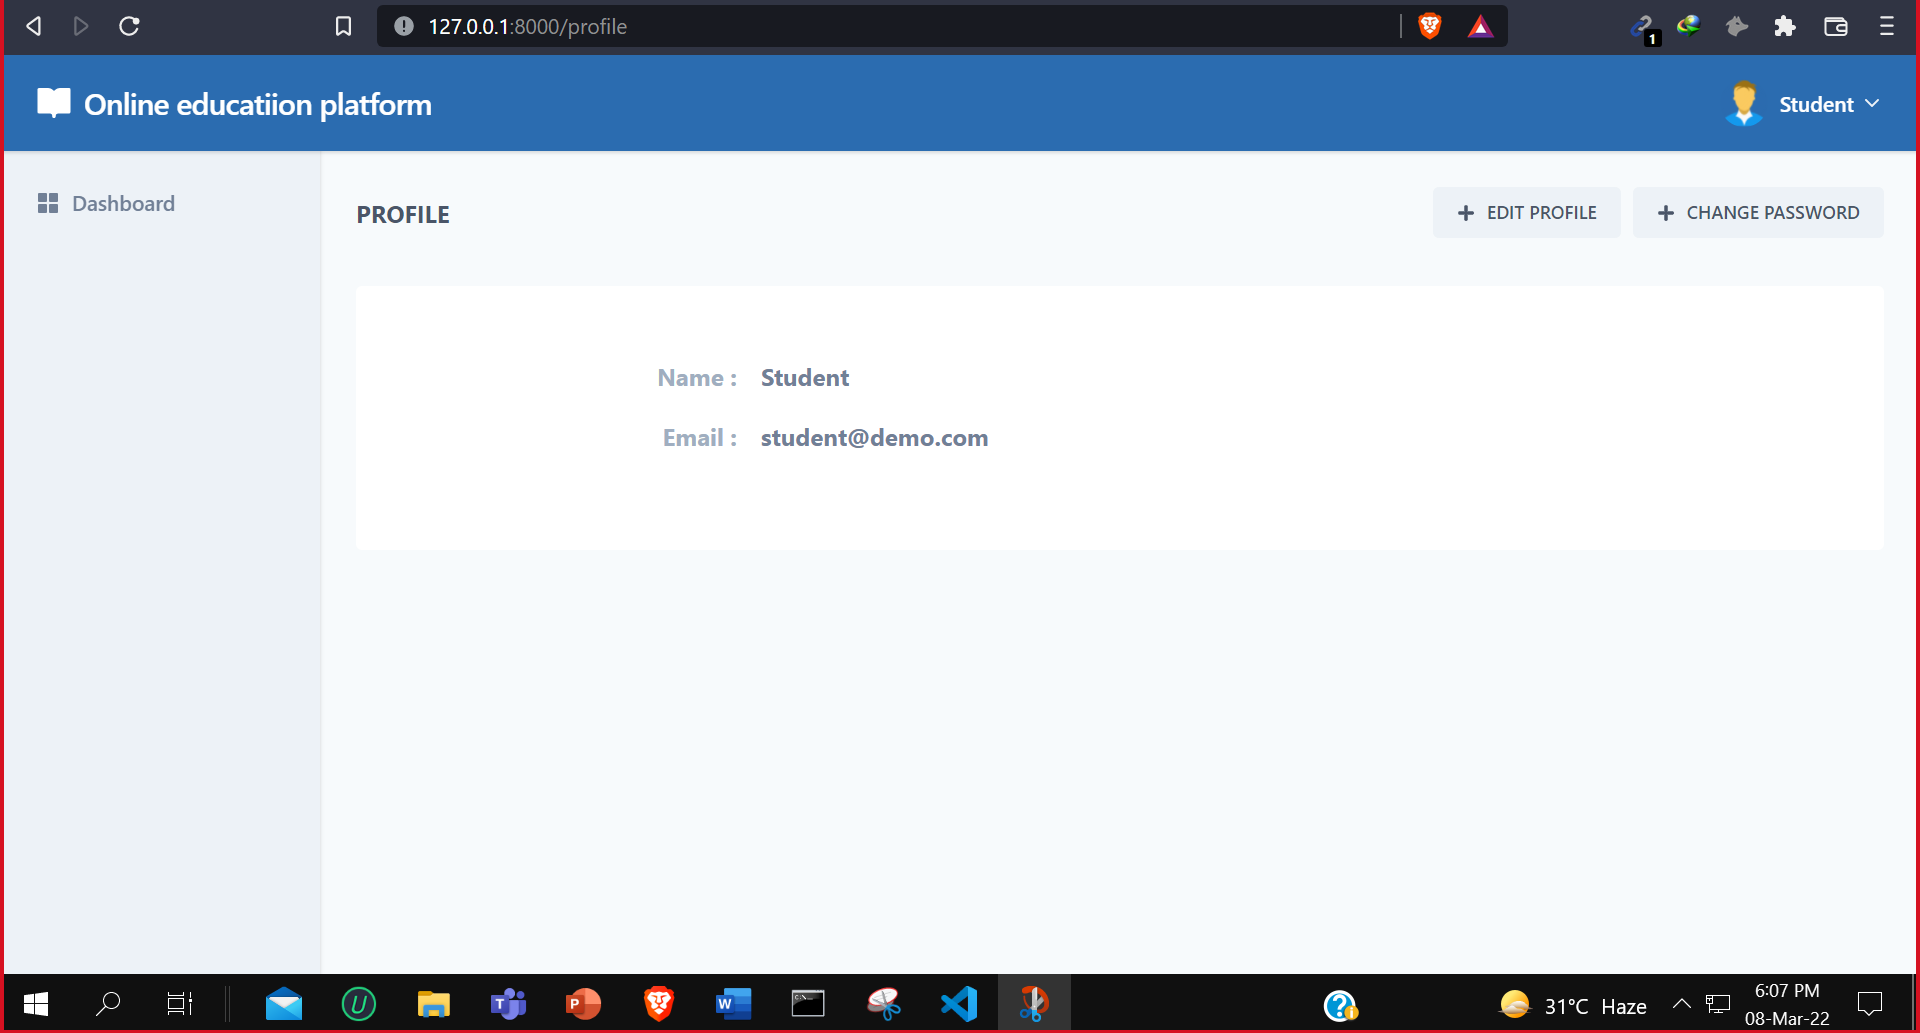 127.0.0.1:8000/profile
1
Online educatiion platform
Student
Dashboard
PROFILE
EDIT PROFILE
CHANGE PASSWORD
Name : Student
Email : student@demo.com
31°C Haze
6:07 PM
08-Mar-22